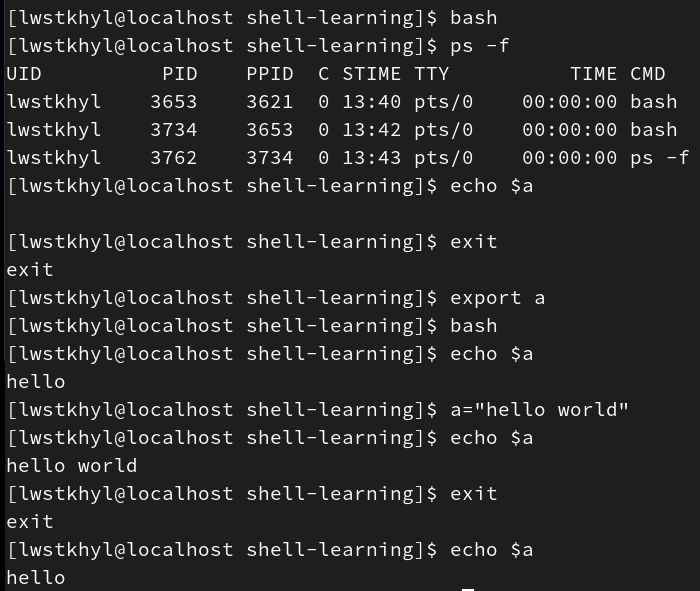 [lwstkhyl@localhost shell-learning]$ bash
[lwstkhyl@localhost shell-learning]$ ps -f
UID          PID    PPID  C STIME TTY          TIME CMD
lwstkhyl    3653    3621  0 13:40 pts/0    00:00:00 bash
lwstkhyl    3734    3653  0 13:42 pts/0    00:00:00 bash
lwstkhyl    3762    3734  0 13:43 pts/0    00:00:00 ps -f
[lwstkhyl@localhost shell-learning]$ echo $a

[lwstkhyl@localhost shell-learning]$ exit
exit
[lwstkhyl@localhost shell-learning]$ export a
[lwstkhyl@localhost shell-learning]$ bash
[lwstkhyl@localhost shell-learning]$ echo $a
hello
[lwstkhyl@localhost shell-learning]$ a="hello world"
[lwstkhyl@localhost shell-learning]$ echo $a
hello world
[lwstkhyl@localhost shell-learning]$ exit
exit
[lwstkhyl@localhost shell-learning]$ echo $a
hello